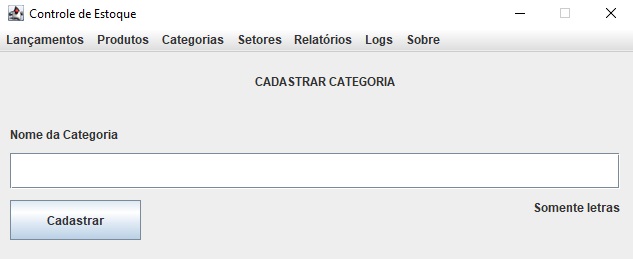 Controle de Estoque
Lançamentos Produtos Categorias Setores Relatórios Logs Sobre
CADASTRAR CATEGORIA
Nome da Categoria
Cadastrar
Somente letras